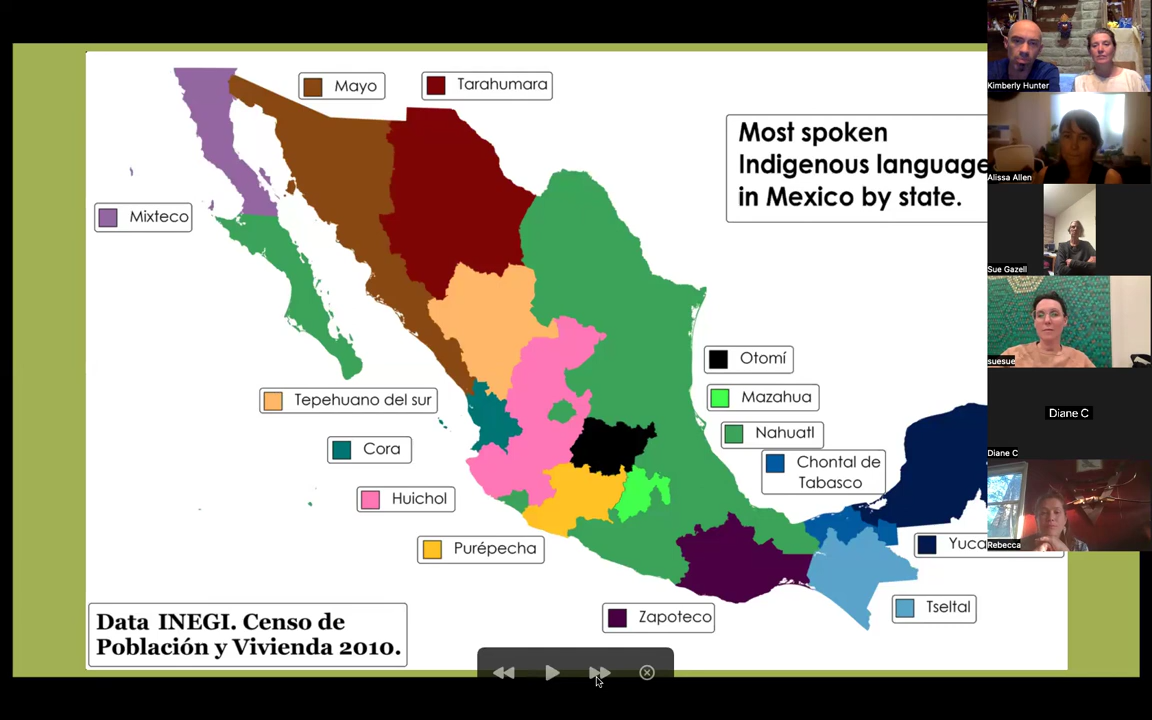 Mayo
Tarahumara
Most spoken
Indigenous language
in Mexico by state.
Mixteco
Otomí
Mazahua
Tepehuano del sur
Nahuatl
Cora
Chontal de
Tabasco
Huichol
Purépecha
Yuca
Tseltal
Zapoteco
Data INEGI. Censo de
Población y Vivienda 2010.
Kimberly Hunter
Alissa Allen
Sue Gazell
suesue
Diane C
Diane C
Rebecca